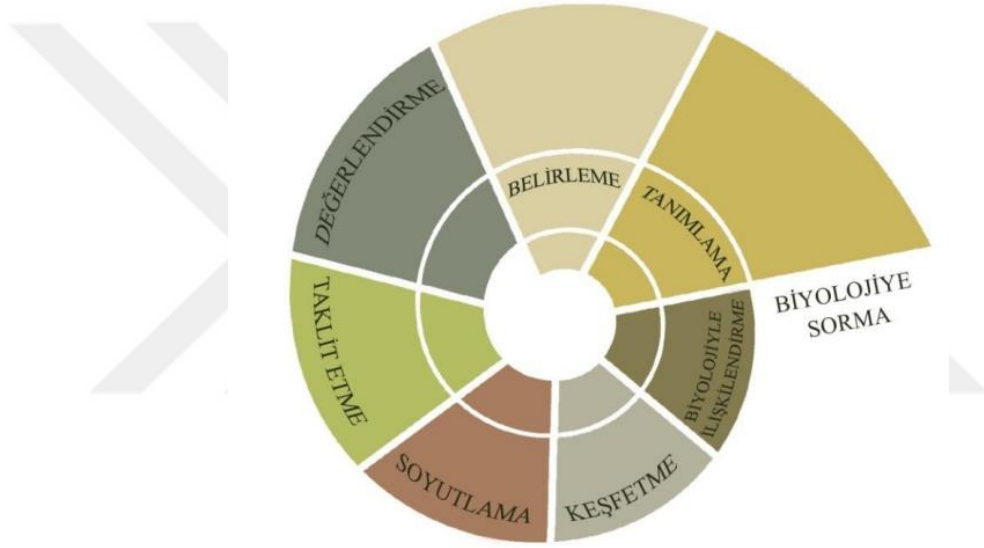 BELİRLEME
TANIMLAMA
BİYOLOJİYE
SORMA
BİYOLOJİYLE
İLİŞKİLENDİRME
KEŞFETME
SOYUTLAMA
TAKLİT ETME
DEĞERLENDİRME